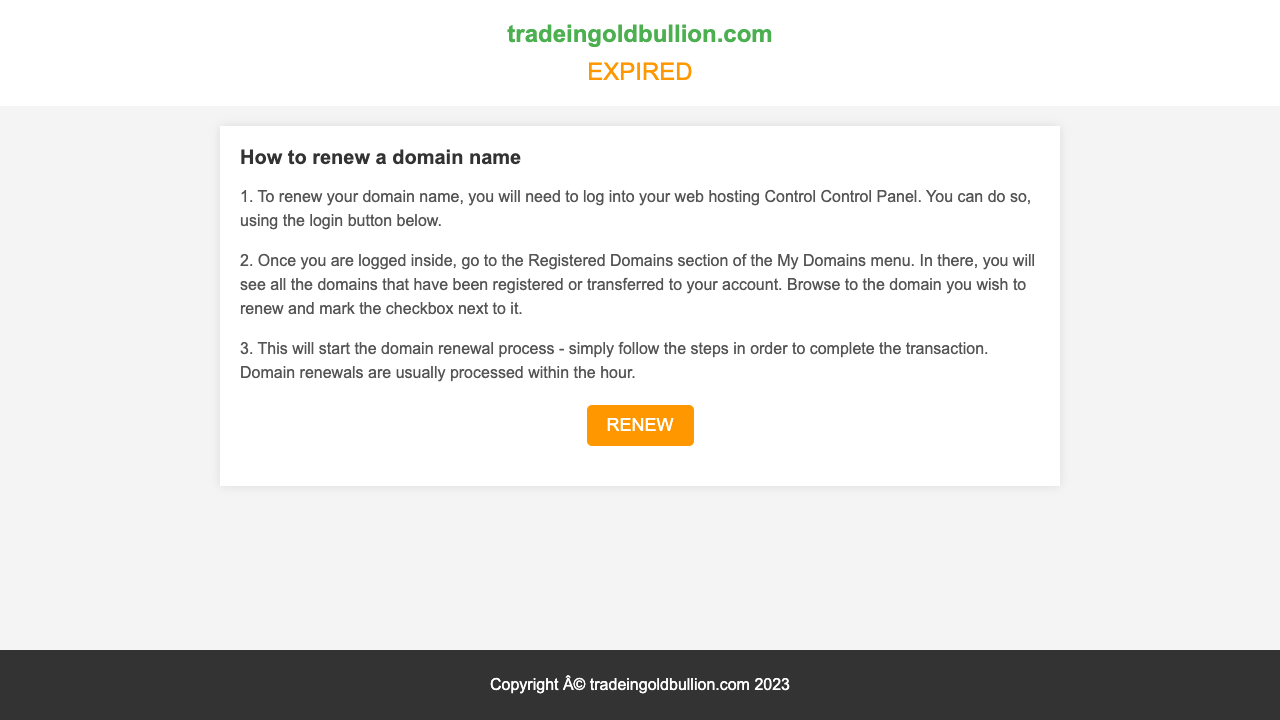 tradeingoldbullion.com
EXPIRED
How to renew a domain name
1. To renew your domain name, you will need to log into your web hosting Control Control Panel. You can do so,
using the login button below.
2. Once you are logged inside, go to the Registered Domains section of the My Domains menu. In there, you will
see all the domains that have been registered or transferred to your account. Browse to the domain you wish to
renew and mark the checkbox next to it.
3. This will start the domain renewal process - simply follow the steps in order to complete the transaction.
Domain renewals are usually processed within the hour.
RENEW
Copyright Â© tradeingoldbullion.com 2023